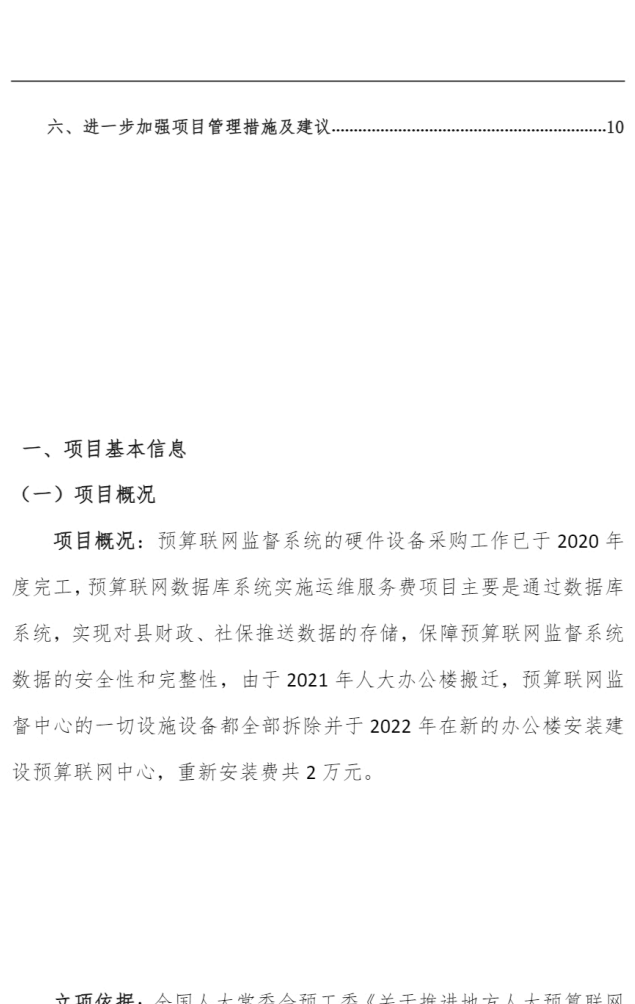 六、进一步加强项目管理措施及建议..............................................................10
一、项目基本信息
（一）项目概况
项目概况：预算联网监督系统的硬件设备采购工作已于 2020 年
度完工，预算联网数据库系统实施运维服务费项目主要是通过数据库
系统，实现对县财政、社保推送数据的存储，保障预算联网监督系统
数据的安全性和完整性，由于 2021 年人大办公楼搬迁，预算联网监
督中心的一切设施设备都全部拆除并于 2022 年在新的办公楼安装建
设预算联网中心，重新安装费共 2 万元。
立项依据：全国人大常委会预工委《关于推进地方人大预算联网